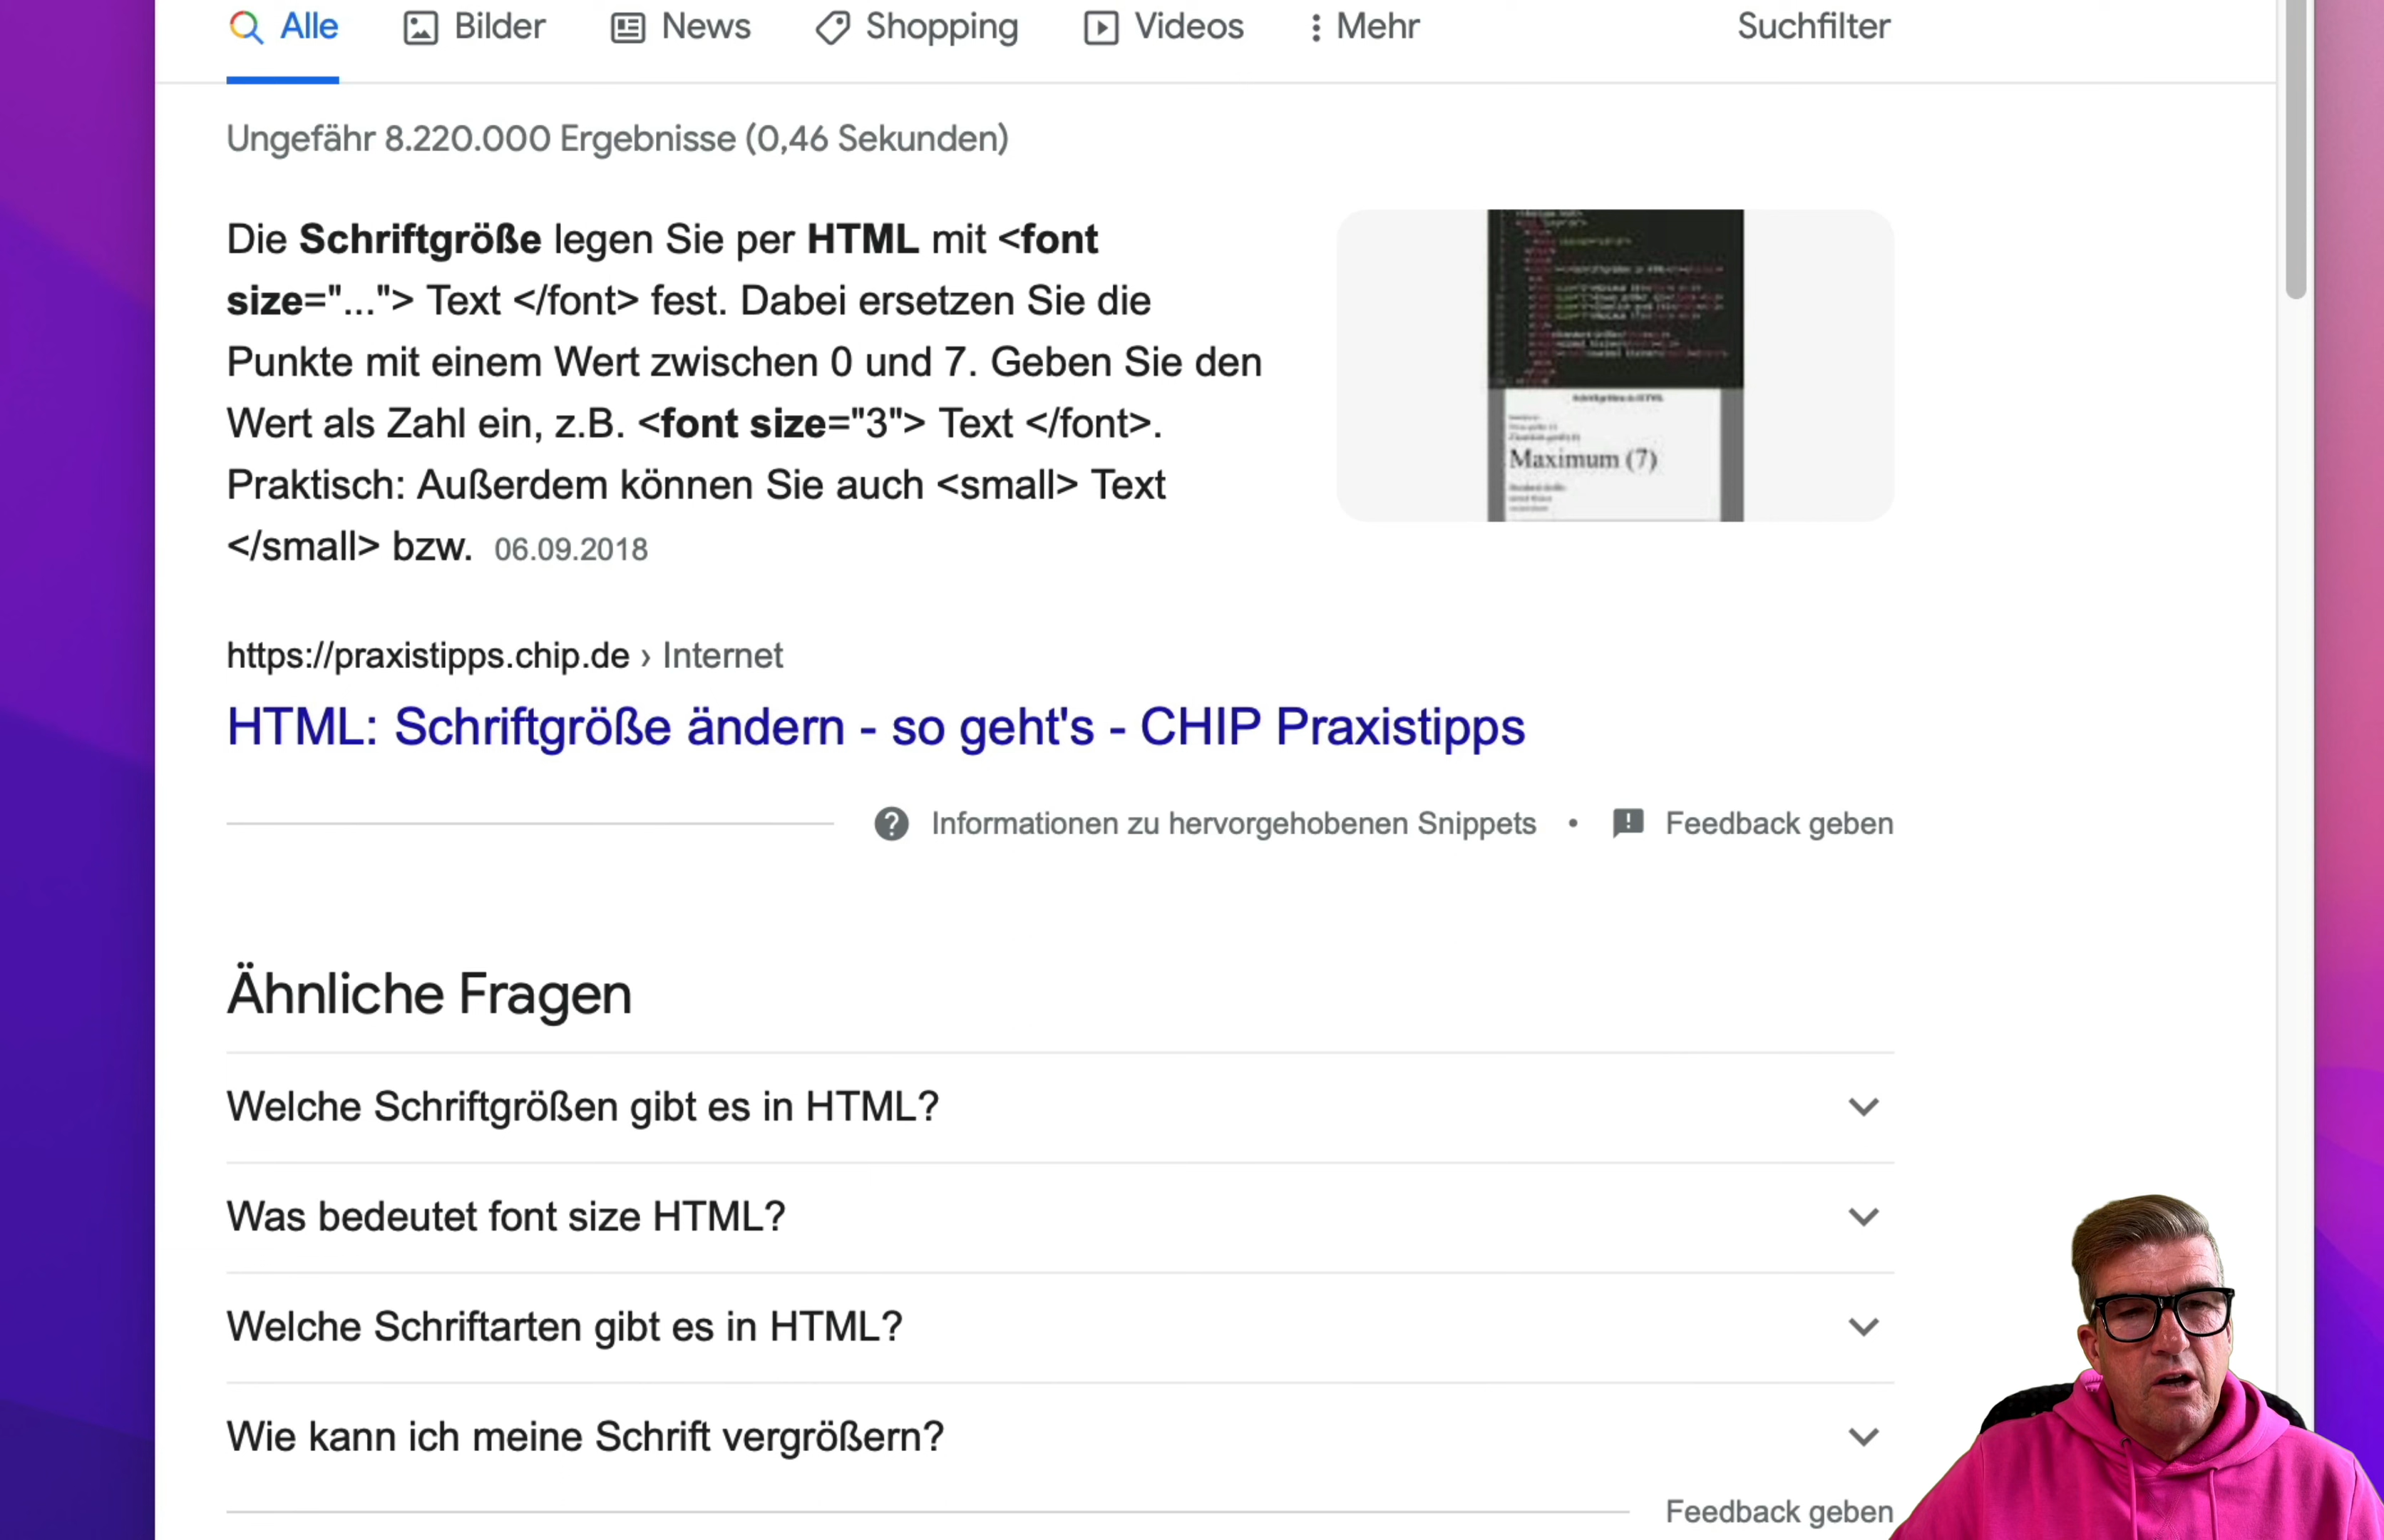 Alle Bilder News Shopping Videos Mehr Suchfilter
Ungefähr 8.220.000 Ergebnisse (0,46 Sekunden)
Die Schriftgröße legen Sie per HTML mit <font
size="..."> Text </font> fest. Dabei ersetzen Sie die
Punkte mit einem Wert zwischen 0 und 7. Geben Sie den
Wert als Zahl ein, z.B. <font size="3"> Text </font>.
Praktisch: Außerdem können Sie auch <small> Text
</small> bzw. 06.09.2018
Maximum (7)
https://praxistipps.chip.de › Internet
HTML: Schriftgröße ändern - so geht's - CHIP Praxistipps
Informationen zu hervorgehobenen Snippets • Feedback geben
Ähnliche Fragen
Welche Schriftgrößen gibt es in HTML?
Was bedeutet font size HTML?
Welche Schriftarten gibt es in HTML?
Wie kann ich meine Schrift vergrößern?
Feedback geben